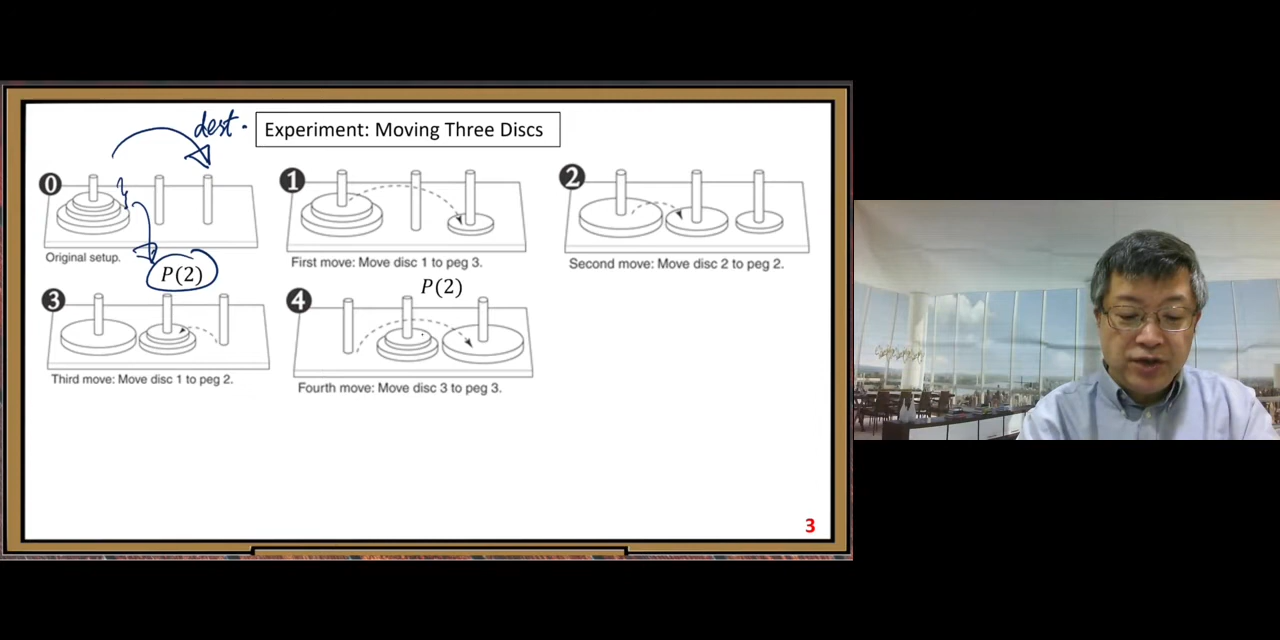 dest.
Experiment: Moving Three Discs
0
Original setup.
1
First move: Move disc 1 to peg 3.
2
Second move: Move disc 2 to peg 2.
P(2)
P(2)
3
Third move: Move disc 1 to peg 2.
4
Fourth move: Move disc 3 to peg 3.
3